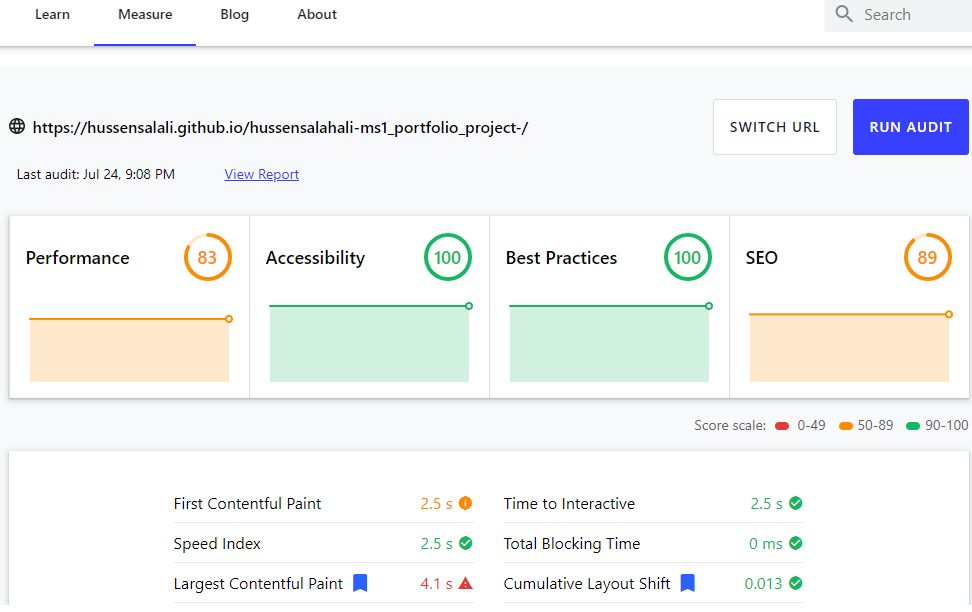 Learn Measure Blog About Search
https://hussensalali.github.io/hussensalahali-ms1_portfolio_project-/ SWITCH URL RUN AUDIT
Last audit: Jul 24, 9:08 PM View Report
Performance 83 Accessibility 100 Best Practices 100 SEO 89
Score scale: 0-49 50-89 90-100
First Contentful Paint 2.5 s Time to Interactive 2.5 s
Speed Index 2.5 s Total Blocking Time 0 ms
Largest Contentful Paint 4.1 s Cumulative Layout Shift 0.013